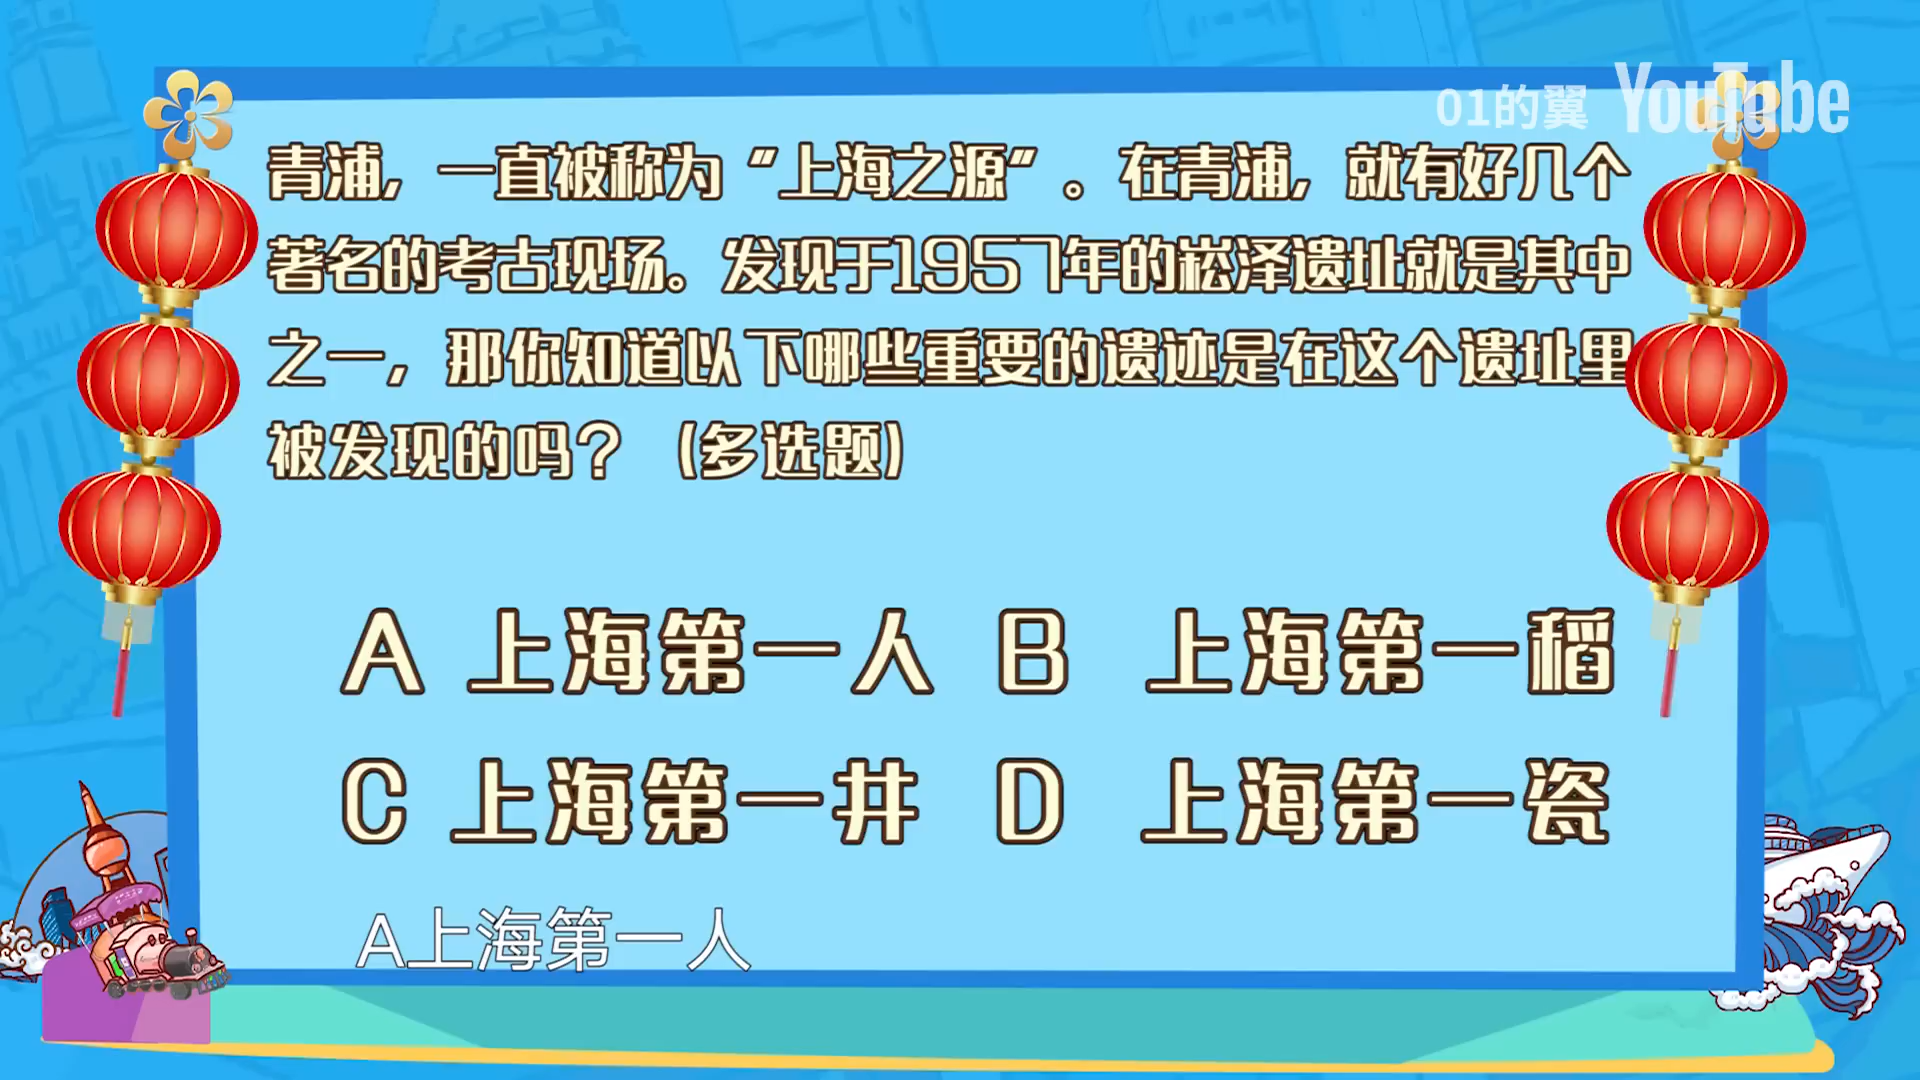 01的翼 YouTube
青浦，一直被称为“上海之源”。在青浦，就有好几个
著名的考古现场。发现于1957年的崧泽遗址就是其中
之一，那你知道以下哪些重要的遗迹是在这个遗址里
被发现的吗？（多选题）
A 上海第一人 B 上海第一稻
C 上海第一井 D 上海第一瓷
A上海第一人